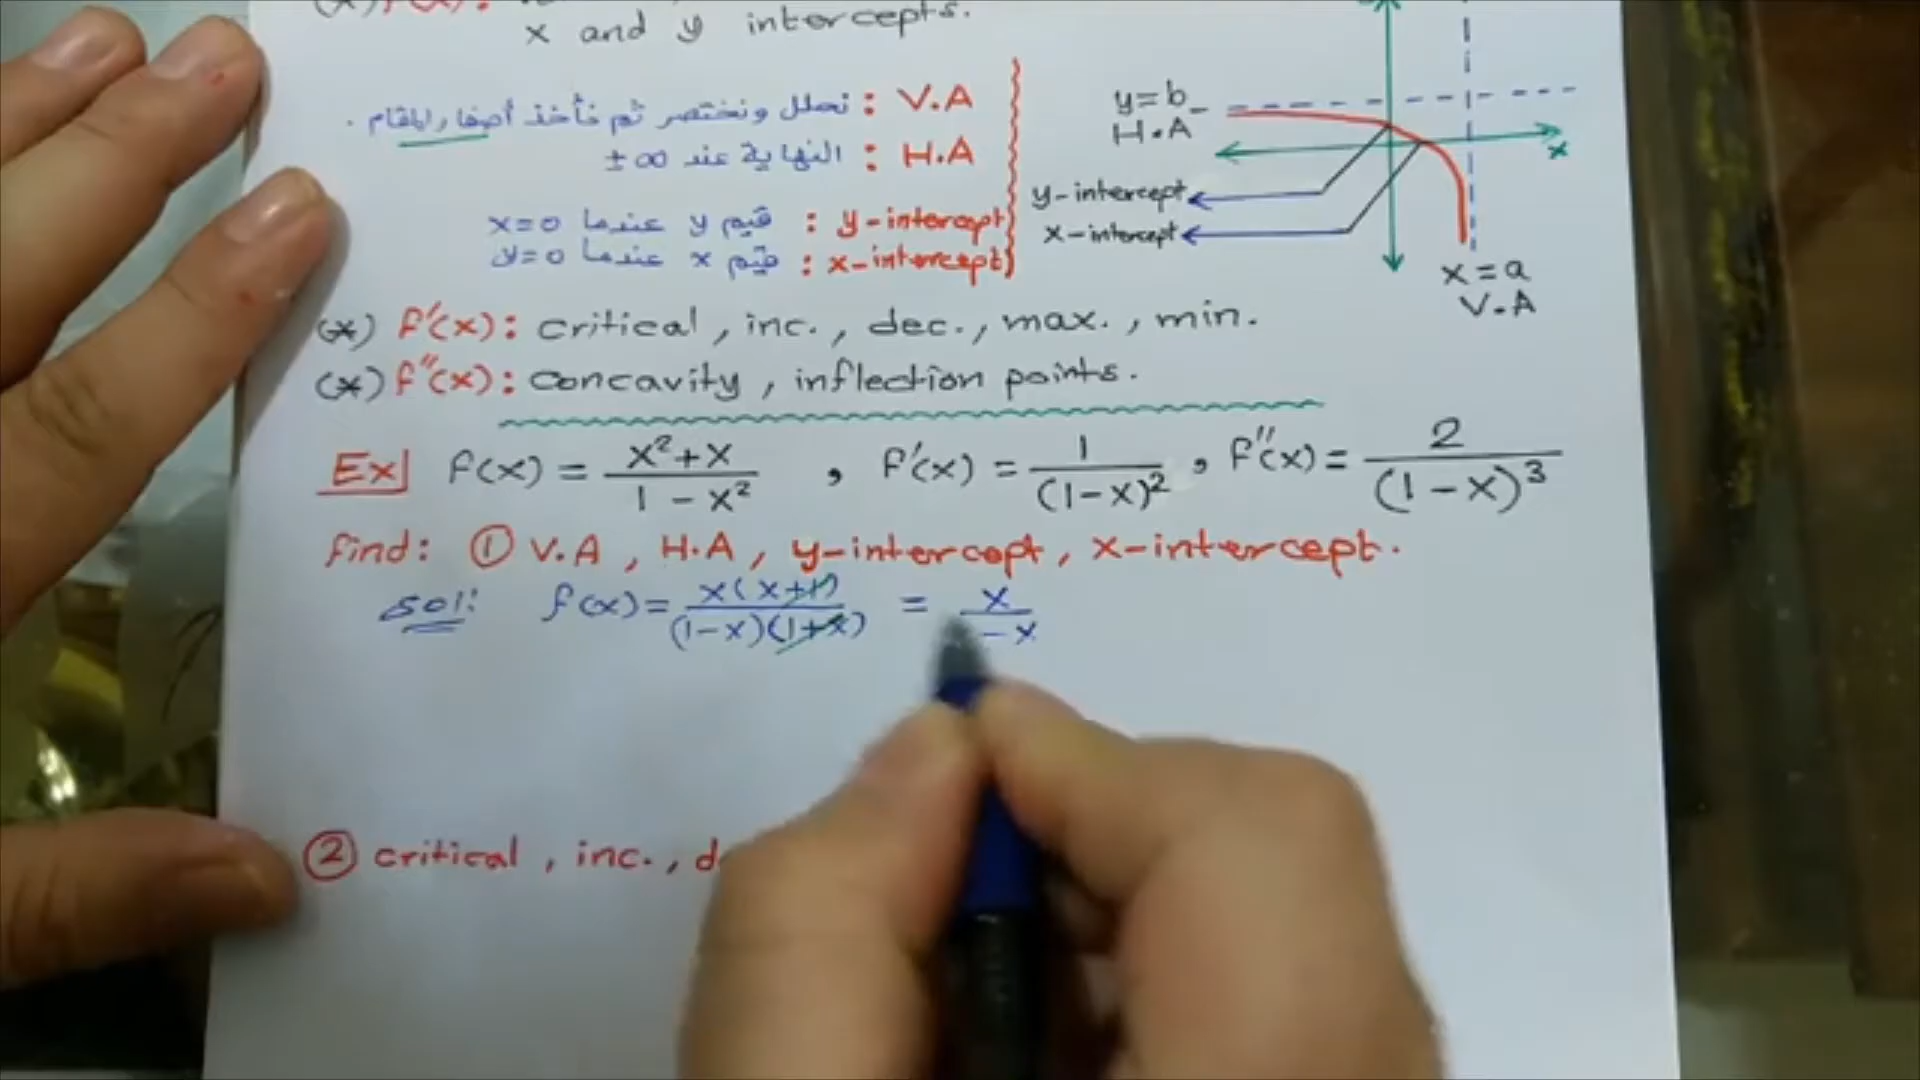 x and y intercepts.
V.A : نحلل ونختصر ثم نأخذ أصفار المقام .
H.A : النهاية عند ±∞
y-intercept : قيم y عندما x=0
x-intercept : قيم x عندما y=0
y=b
H.A
x
y-intercept
x-intercept
x=a
V.A
(*) f'(x): critical, inc., dec., max., min.
(*) f''(x): concavity, inflection points.
Ex] f(x) = (x²+x)/(1-x²) , f'(x) = 1/(1-x)² , f''(x) = 2/(1-x)³
find: ① V.A, H.A, y-intercept, x-intercept.
sol: f(x) = x(x+1)/(1-x)(1+x) = x/-x
② critical, inc.,